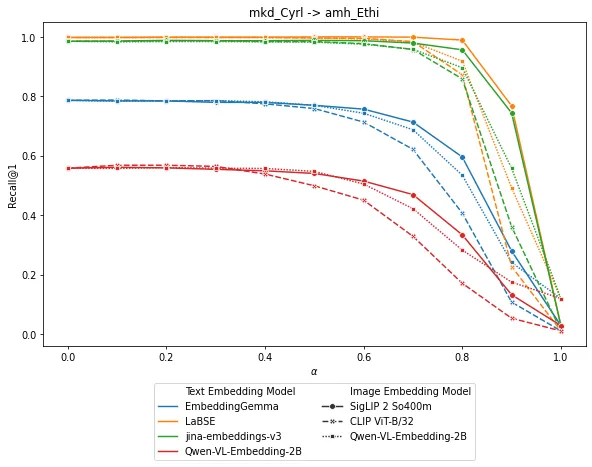 mkd_Cyrl -> amh_Ethi
1.0
0.8
0.6
0.4
0.2
0.0
Recall@1
0.0 0.2 0.4 0.6 0.8 1.0
α
Text Embedding Model
EmbeddingGemma
LaBSE
jina-embeddings-v3
Qwen-VL-Embedding-2B
Image Embedding Model
SigLIP 2 So400m
CLIP ViT-B/32
Qwen-VL-Embedding-2B